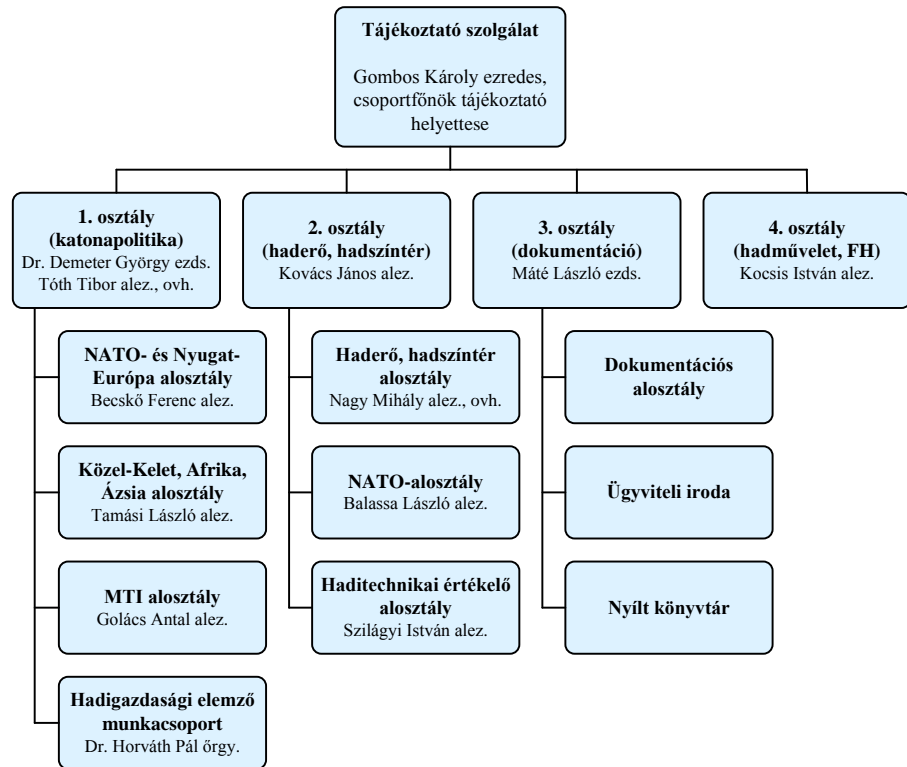 Tájékoztató szolgálat
Gombos Károly ezredes,
csoportfőnök tájékoztató
helyettese
1. osztály
(katonapolitika)
Dr. Demeter György ezds.
Tóth Tibor alez., ovh.
2. osztály
(haderő, hadszíntér)
Kovács János alez.
3. osztály
(dokumentáció)
Máté László ezds.
4. osztály
(hadművelet, FH)
Kocsis István alez.
NATO- és Nyugat-
Európa alosztály
Becskő Ferenc alez.
Közel-Kelet, Afrika,
Ázsia alosztály
Tamási László alez.
MTI alosztály
Golács Antal alez.
Hadigazdasági elemző
munkacsoport
Dr. Horváth Pál őrgy.
Haderő, hadszíntér
alosztály
Nagy Mihály alez., ovh.
NATO-alosztály
Balassa László alez.
Haditechnikai értékelő
alosztály
Szilágyi István alez.
Dokumentációs
alosztály
Ügyviteli iroda
Nyílt könyvtár